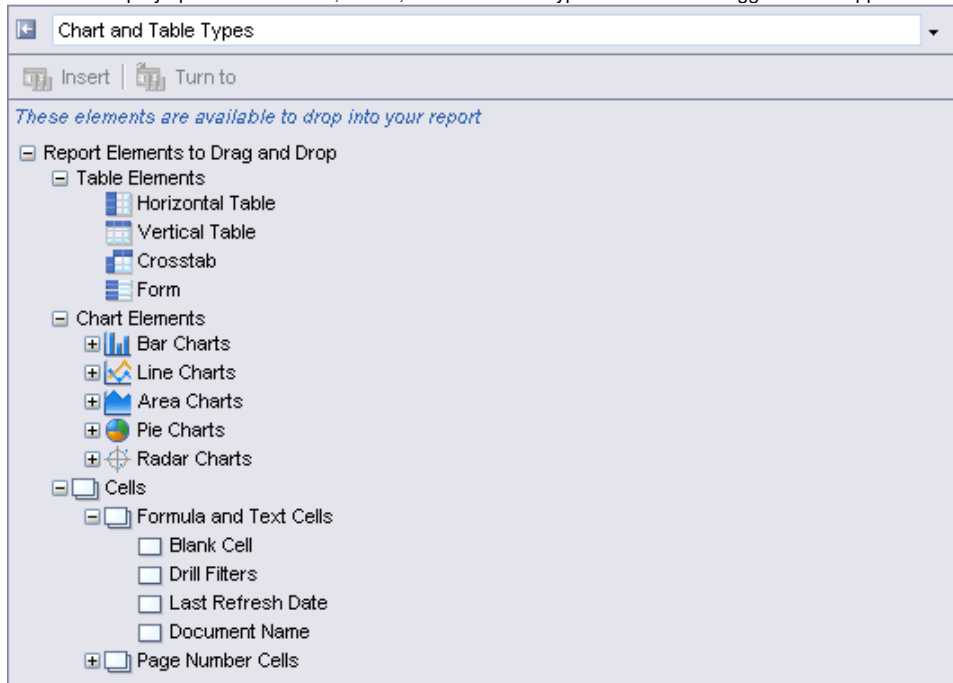 Chart and Table Types
Insert | Turn to
These elements are available to drop into your report
Report Elements to Drag and Drop
Table Elements
Horizontal Table
Vertical Table
Crosstab
Form
Chart Elements
Bar Charts
Line Charts
Area Charts
Pie Charts
Radar Charts
Cells
Formula and Text Cells
Blank Cell
Drill Filters
Last Refresh Date
Document Name
Page Number Cells